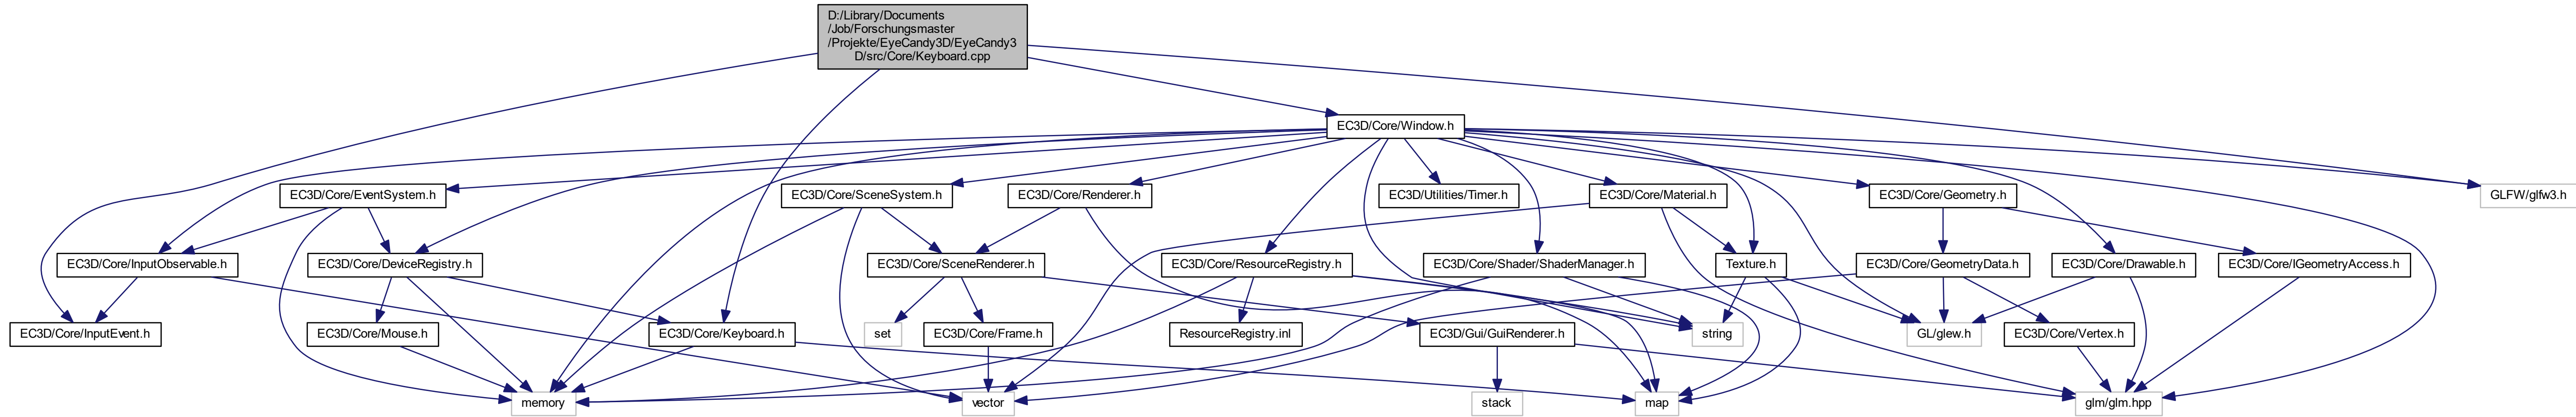 D:/Library/Documents
/Job/Forschungsmaster
/Projekte/EyeCandy3D/EyeCandy3
D/src/Core/Keyboard.cpp
EC3D/Core/Window.h
EC3D/Core/EventSystem.h
EC3D/Core/SceneSystem.h
EC3D/Core/Renderer.h
EC3D/Utilities/Timer.h
EC3D/Core/Material.h
EC3D/Core/Geometry.h
GLFW/glfw3.h
EC3D/Core/InputObservable.h
EC3D/Core/DeviceRegistry.h
EC3D/Core/SceneRenderer.h
EC3D/Core/ResourceRegistry.h
EC3D/Core/Shader/ShaderManager.h
Texture.h
EC3D/Core/GeometryData.h
EC3D/Core/Drawable.h
EC3D/Core/IGeometryAccess.h
EC3D/Core/InputEvent.h
EC3D/Core/Mouse.h
EC3D/Core/Keyboard.h
set
EC3D/Core/Frame.h
ResourceRegistry.inl
EC3D/Gui/GuiRenderer.h
string
GL/glew.h
EC3D/Core/Vertex.h
memory
vector
stack
map
glm/glm.hpp